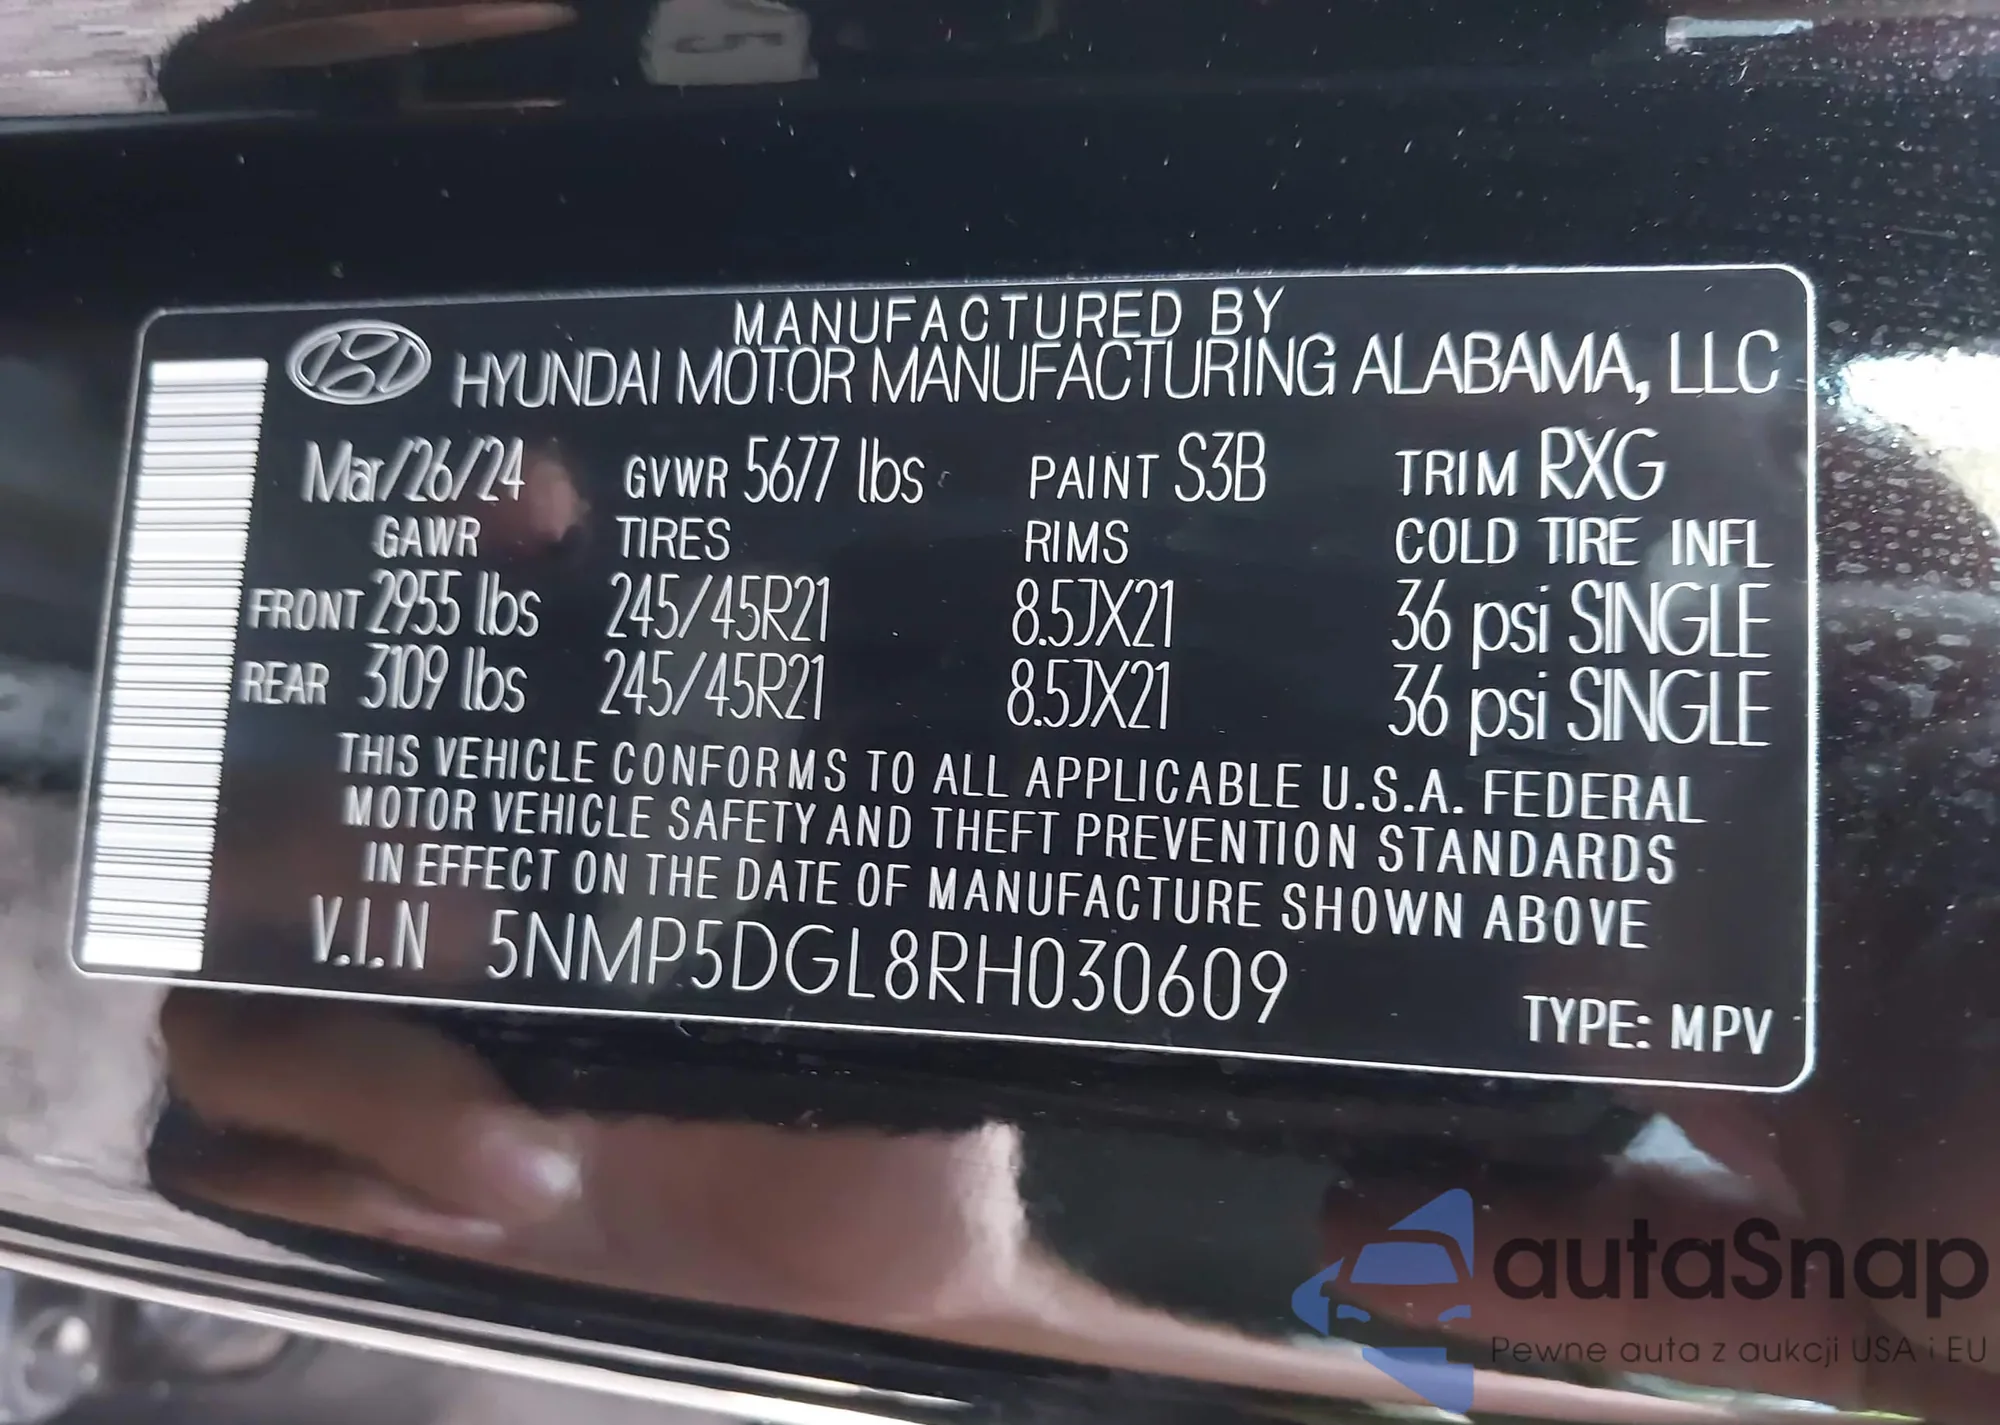 MANUFACTURED BY
HYUNDAI MOTOR MANUFACTURING ALABAMA, LLC
Mar/26/24 GVWR 5677 lbs PAINT S3B TRIM RXG
GAWR TIRES RIMS COLD TIRE INFL
FRONT 2955 lbs 245/45R21 8.5JX21 36 psi SINGLE
REAR 3109 lbs 245/45R21 8.5JX21 36 psi SINGLE
THIS VEHICLE CONFORMS TO ALL APPLICABLE U.S.A. FEDERAL
MOTOR VEHICLE SAFETY AND THEFT PREVENTION STANDARDS
IN EFFECT ON THE DATE OF MANUFACTURE SHOWN ABOVE
V.I.N 5NMP5DGL8RH030609
TYPE: MPV
autaSnap
Pewne auta z aukcji USA i EU